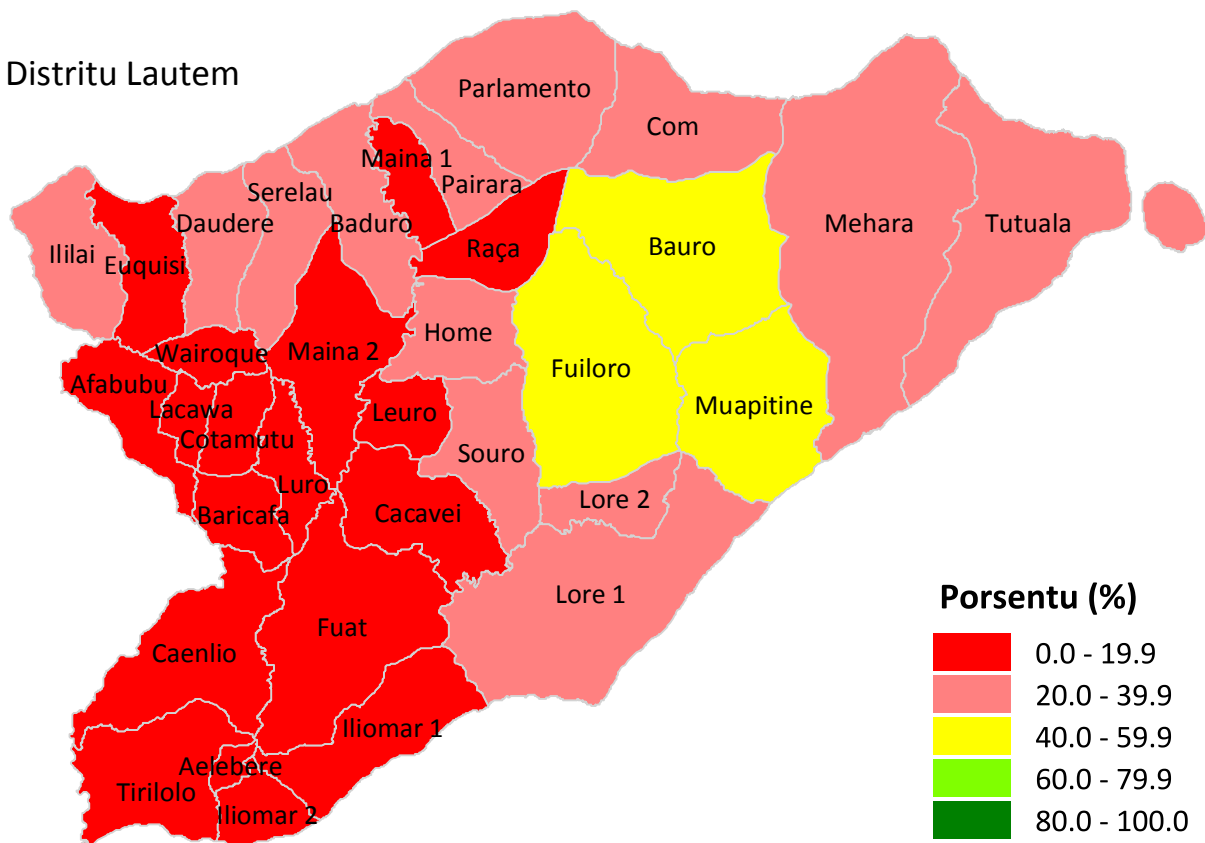 Distritu Lautem
Parlamento
Com
Maina 1
Pairara
Serelau
Daudere
Baduro
Mehara
Tutuala
Ililai
Euquisi
Raça
Bauro
Home
Wairoque
Maina 2
Fuiloro
Afabubu
Lacawa
Leuro
Muapitine
Cotamutu
Souro
Luro
Lore 2
Baricafa
Cacavei
Lore 1
Fuat
Caenlio
Iliomar 1
Aelebere
Tirilolo
Iliomar 2
Porsentu (%)
0.0 - 19.9
20.0 - 39.9
40.0 - 59.9
60.0 - 79.9
80.0 - 100.0